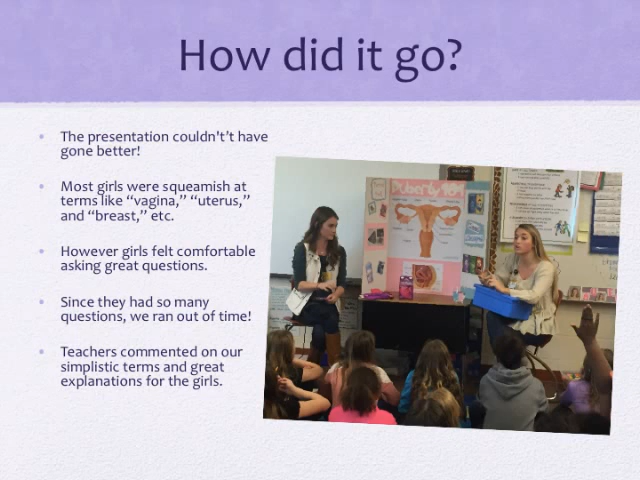 How did it go?
• The presentation couldn't’t have
gone better!
• Most girls were squeamish at
terms like “vagina,” “uterus,”
and “breast,” etc.
• However girls felt comfortable
asking great questions.
• Since they had so many
questions, we ran out of time!
• Teachers commented on our
simplistic terms and great
explanations for the girls.
Puberty 101